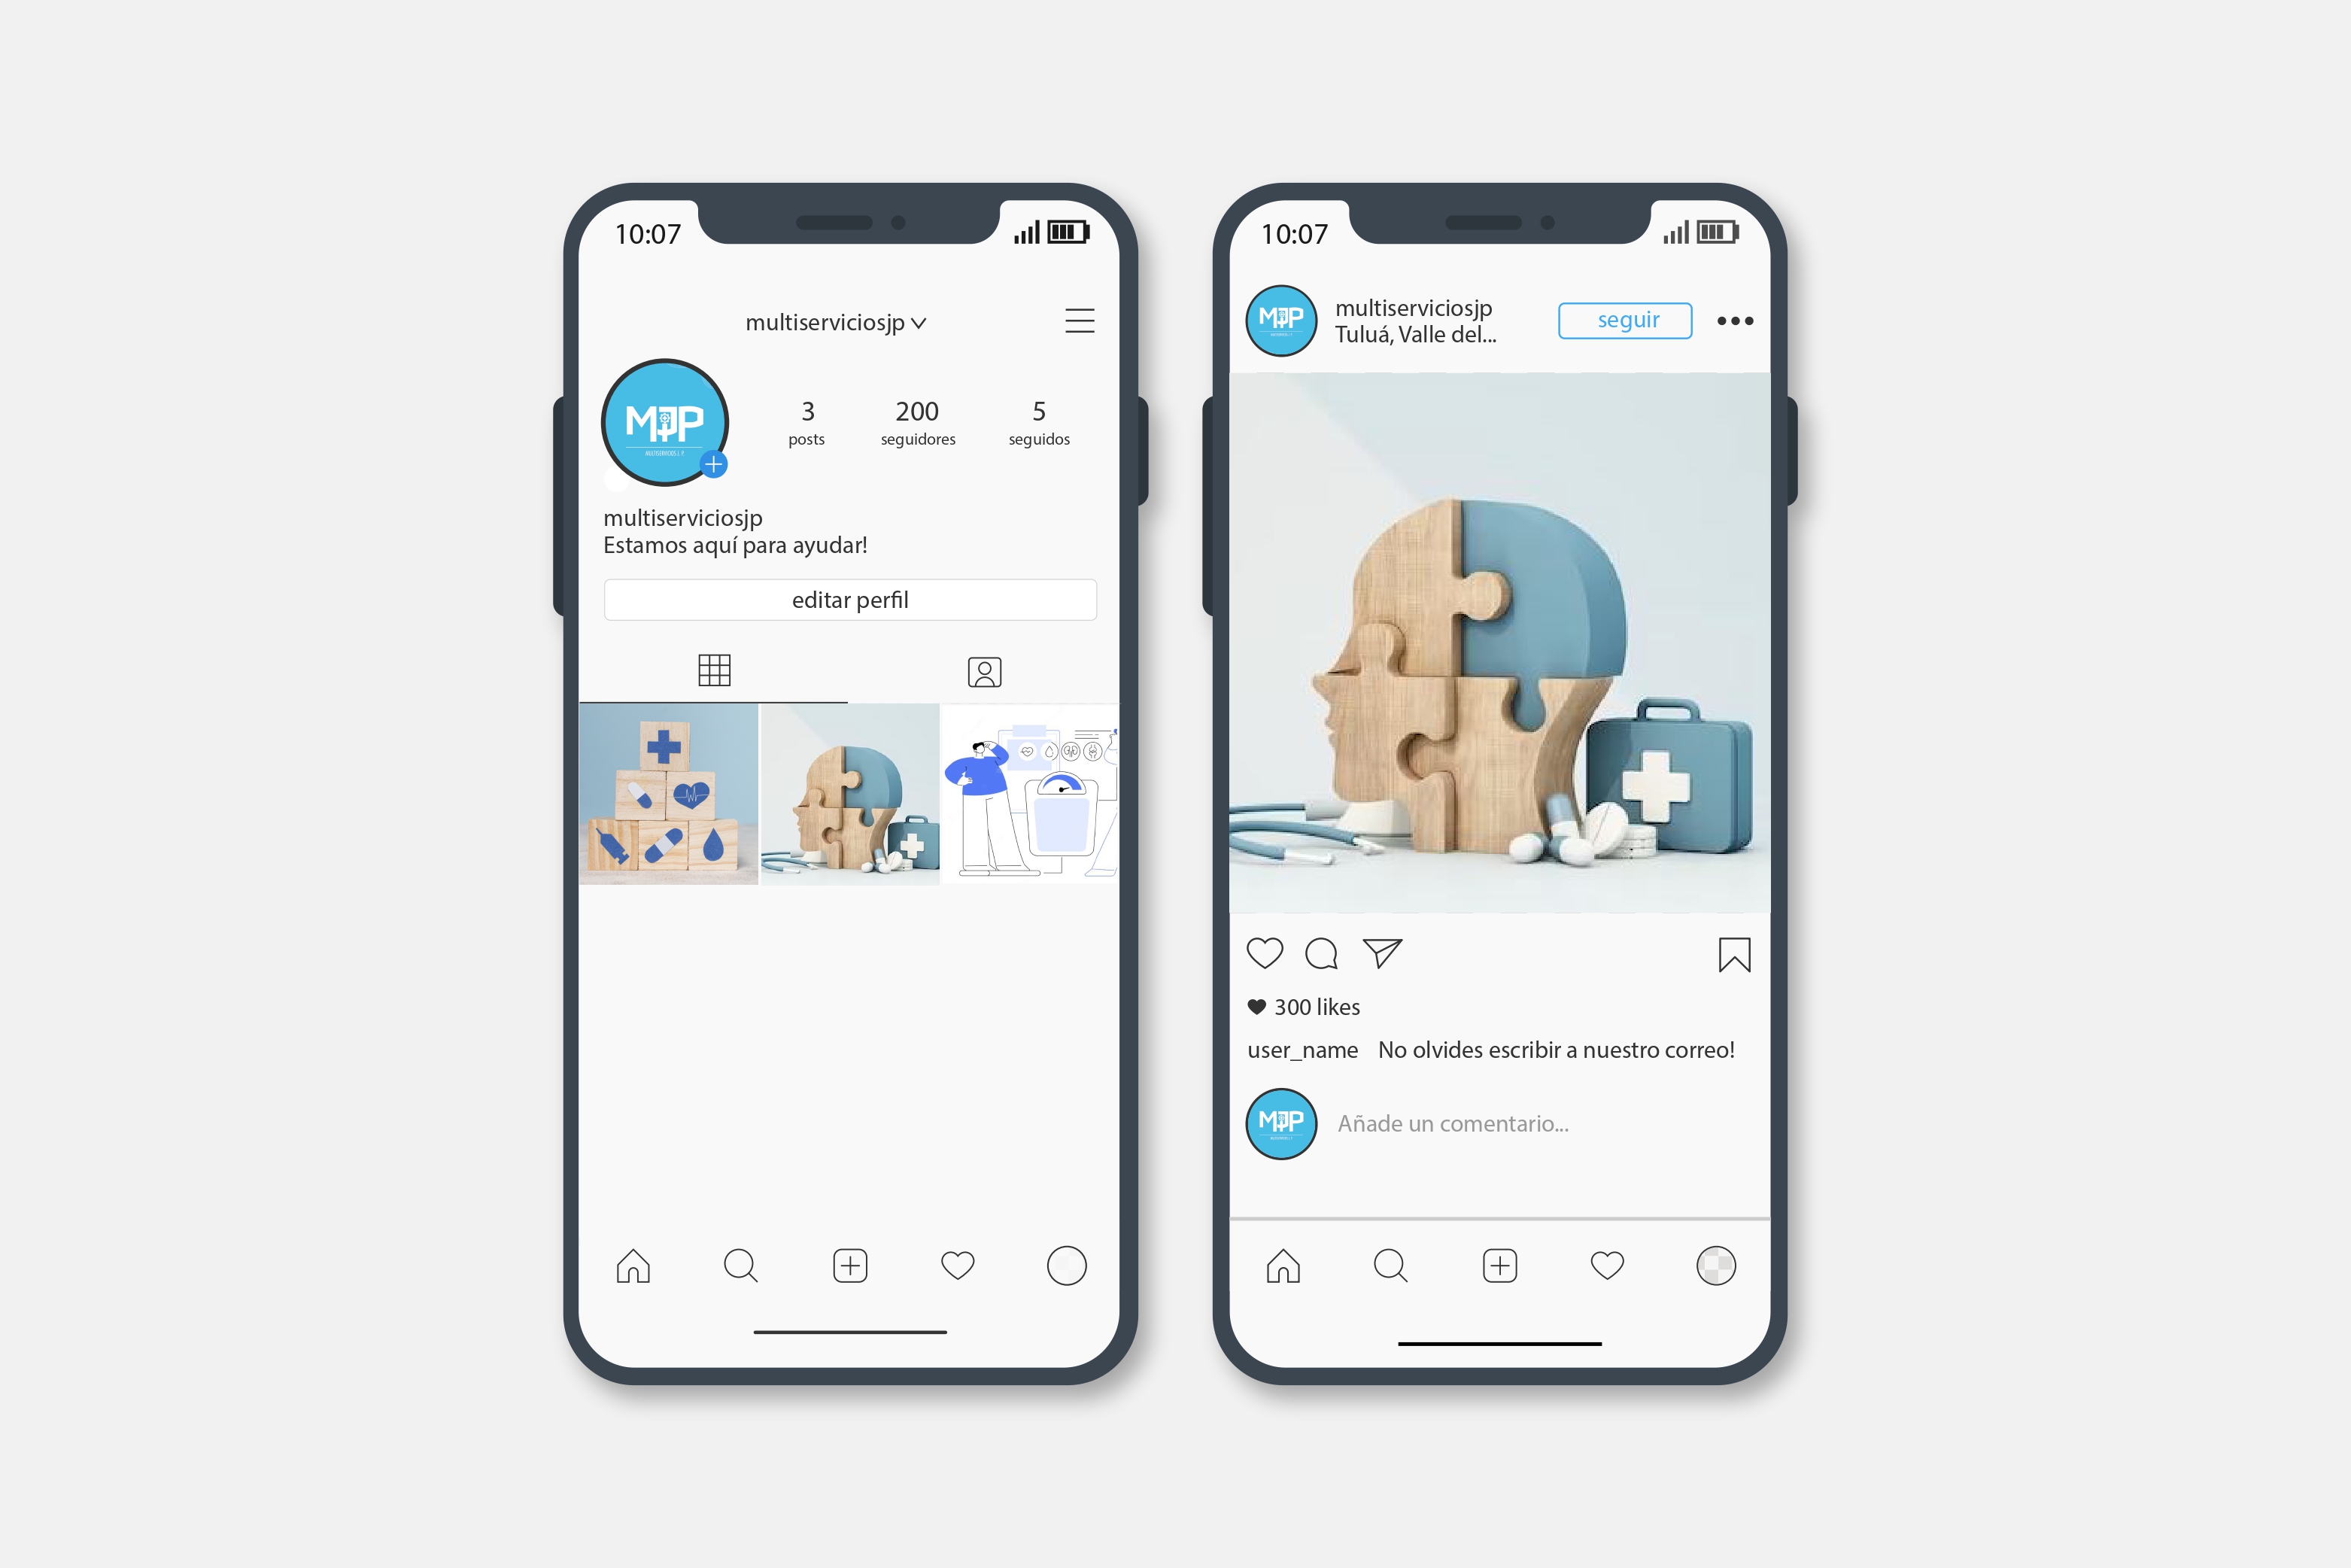 10:07
multiserviciosjp
MJP
MULTISERVICIOS J. P
3
200
5
posts
seguidores
seguidos
multiserviciosjp
Estamos aquí para ayudar!
editar perfil
10:07
MJP
multiserviciosjp
Tuluá, Valle del...
seguir
300 likes
user_name No olvides escribir a nuestro correo!
MJP
Añade un comentario...